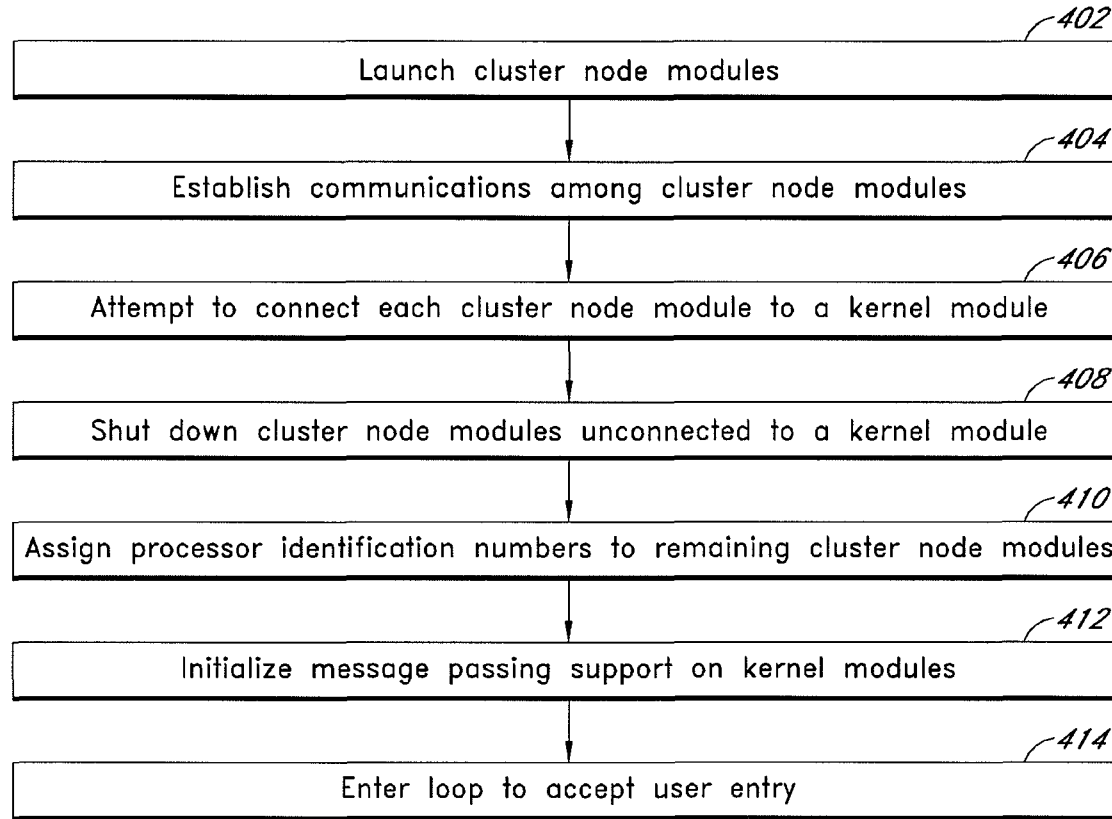 402
Launch cluster node modules
404
Establish communications among cluster node modules
406
Attempt to connect each cluster node module to a kernel module
408
Shut down cluster node modules unconnected to a kernel module
410
Assign processor identification numbers to remaining cluster node modules
412
Initialize message passing support on kernel modules
414
Enter loop to accept user entry